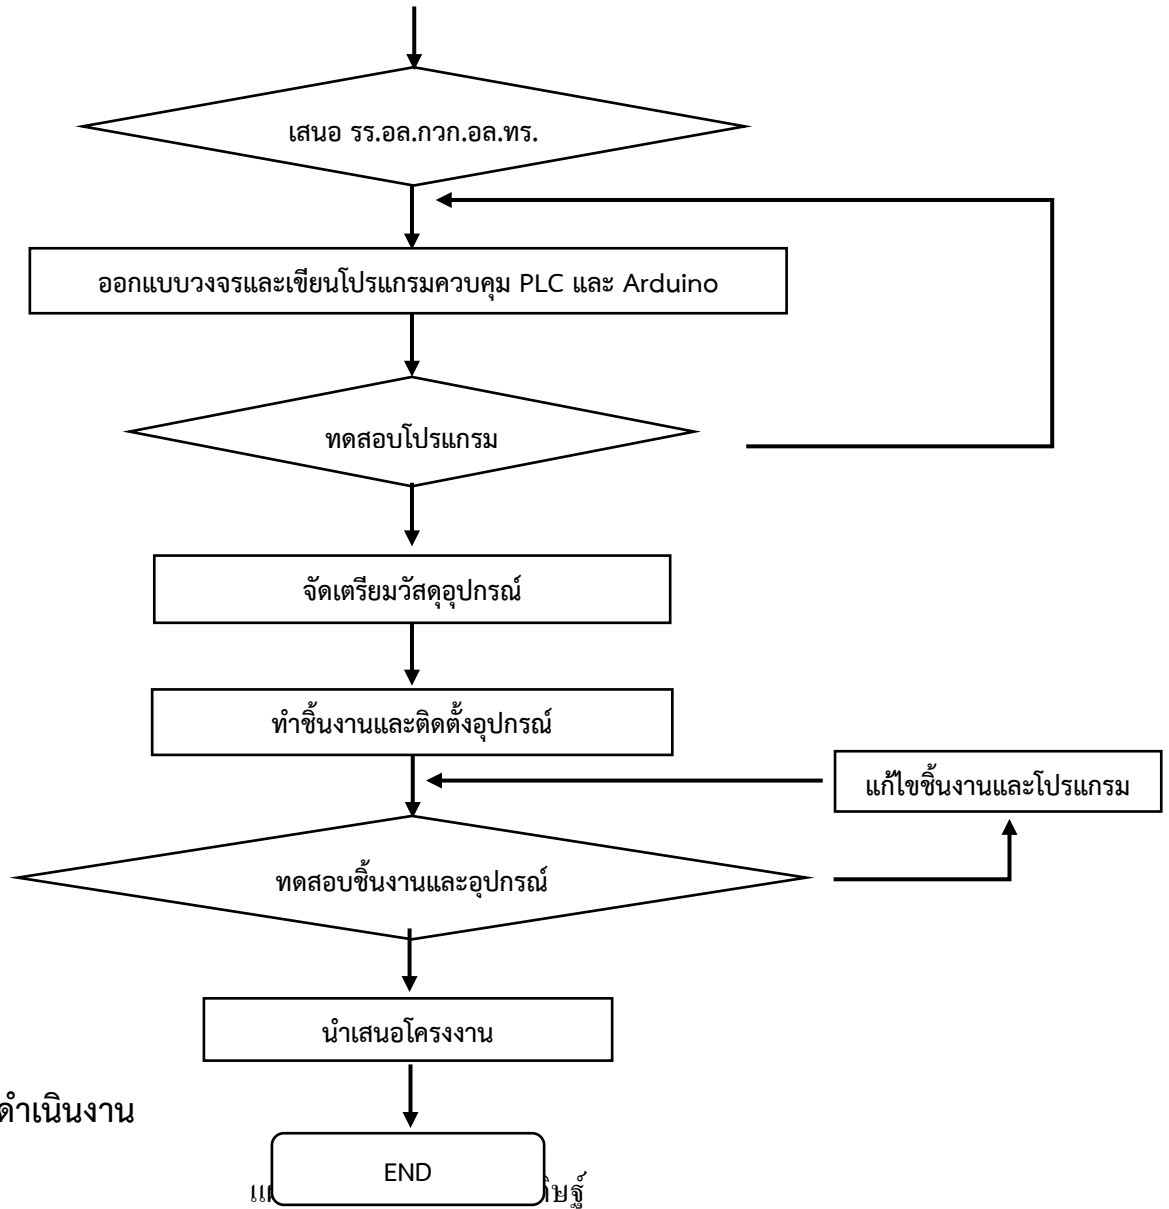 เสนอ รร.อล.กวก.อล.ทร.
ออกแบบวงจรและเขียนโปรแกรมควบคุม PLC และ Arduino
ทดสอบโปรแกรม
จัดเตรียมวัสดุอุปกรณ์
ทำชิ้นงานและติดตั้งอุปกรณ์
แก้ไขชิ้นงานและโปรแกรม
ทดสอบชิ้นงานและอุปกรณ์
นำเสนอโครงงาน
ดำเนินงาน
END